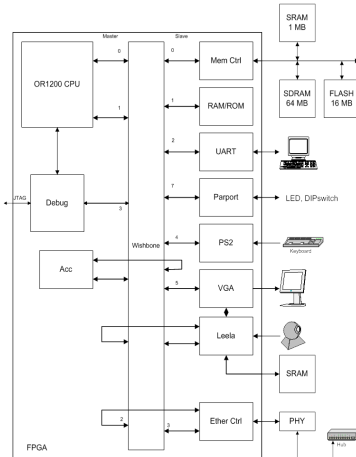 SRAM
1 MB
Master
Slave
0
0
OR1200 CPU
Mem Ctrl
SDRAM
64 MB
FLASH
16 MB
1
1
RAM/ROM
2
UART
JTAG
Debug
3
7
Parport
LED, DIPswitch
Wishbone
4
PS2
Keyboard
Acc
5
VGA
Leela
SRAM
2
3
Ether Ctrl
PHY
Hub
FPGA